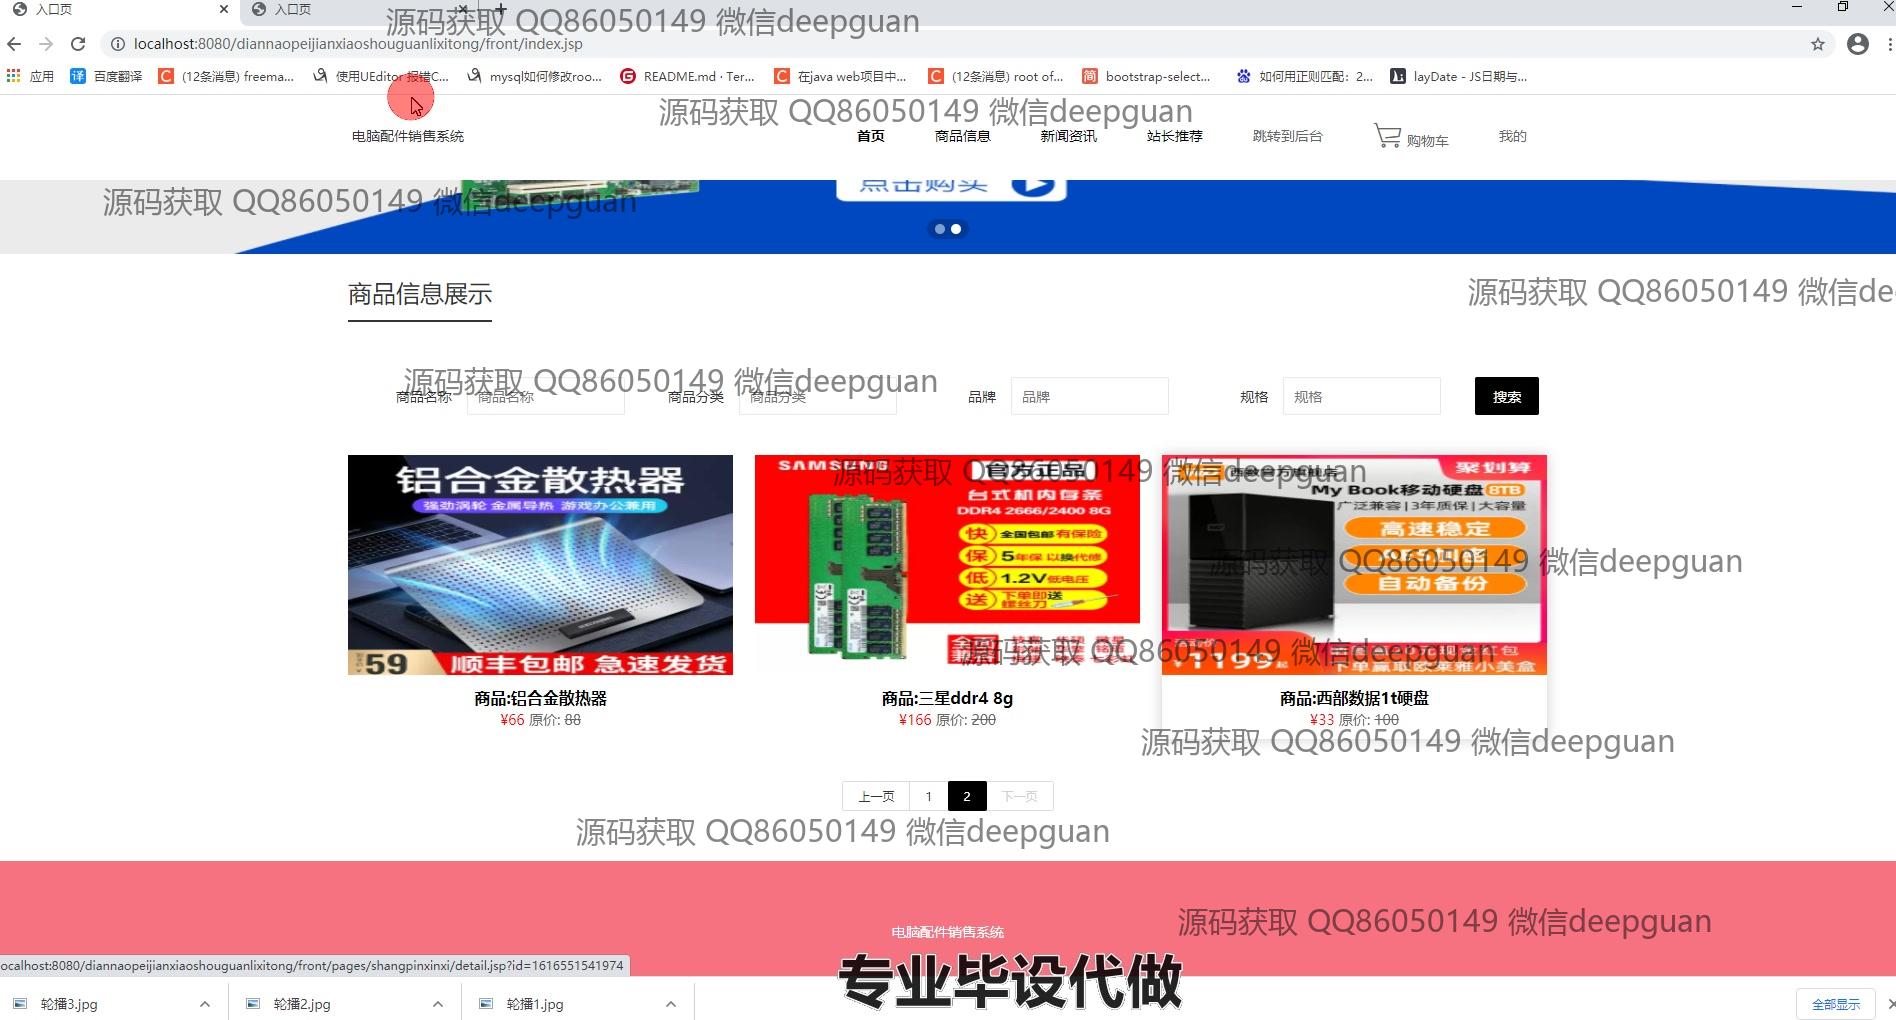 入口页
入口页
源码获取 QQ86050149 微信deepguan
localhost:8080/diannaopeijianxiaoshouguanlixitong/front/index.jsp
应用
百度翻译
(12条消息) freema...
使用UEditor 报错C...
mysql如何修改roo...
README.md · Ter...
在java web项目中...
(12条消息) root of...
bootstrap-select...
如何用正则匹配：2...
layDate - JS日期与...
源码获取 QQ86050149 微信deepguan
电脑配件销售系统
首页
商品信息
新闻资讯
站长推荐
跳转到后台
购物车
我的
点击购买
源码获取 QQ86050149 微信deepguan
商品信息展示
源码获取 QQ86050149 微信de
源码获取 QQ86050149 微信deepguan
商品名称
商品名称
商品分类
商品分类
品牌
品牌
规格
规格
搜索
铝合金散热器
强劲涡轮 金属导热 游戏办公兼用
59
顺丰包邮 急速发货
SAMSUNG
官方正品
台式机内存条
DDR4 2666/2400 8G
快 全国包邮 有保险
保 5年保 以换代修
低 1.2V低电压
送 下单即送螺丝刀
源码获取 QQ86050149 微信deepguan
聚划算
My Book移动硬盘 8TB
广泛兼容|3年质保|大容量
高速稳定
自动备份
¥1199起
下单赢取欧莱雅小美盒
源码获取 QQ86050149 微信deepguan
源码获取 QQ86050149 微信deepguan
商品:铝合金散热器
¥66 原价: 88
商品:三星ddr4 8g
¥166 原价: 200
商品:西部数据1t硬盘
¥33 原价: 100
源码获取 QQ86050149 微信deepguan
上一页
1
2
下一页
源码获取 QQ86050149 微信deepguan
源码获取 QQ86050149 微信deepguan
电脑配件销售系统
ocalhost:8080/diannaopeijianxiaoshouguanlixitong/front/pages/shangpinxinxi/detail.jsp?id=1616551541974
专业毕设代做
轮播3.jpg
轮播2.jpg
轮播1.jpg
全部显示